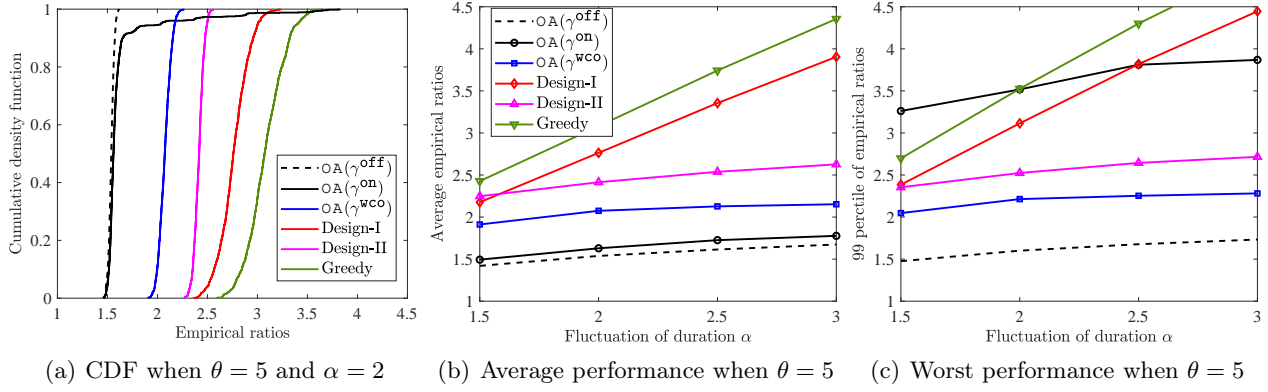 Cumulative density function
1
0.8
0.6
0.4
0.2
0
1
1.5
2
2.5
3
3.5
4
4.5
Empirical ratios
OA(γ^off)
OA(γ^on)
OA(γ^wco)
Design-I
Design-II
Greedy
(a) CDF when θ = 5 and α = 2
Average empirical ratios
4.5
4
3.5
3
2.5
2
1.5
1
1.5
2
2.5
3
Fluctuation of duration α
OA(γ^off)
OA(γ^on)
OA(γ^wco)
Design-I
Design-II
Greedy
(b) Average performance when θ = 5
99 perctile of empirical ratios
4.5
4
3.5
3
2.5
2
1.5
1
1.5
2
2.5
3
Fluctuation of duration α
(c) Worst performance when θ = 5